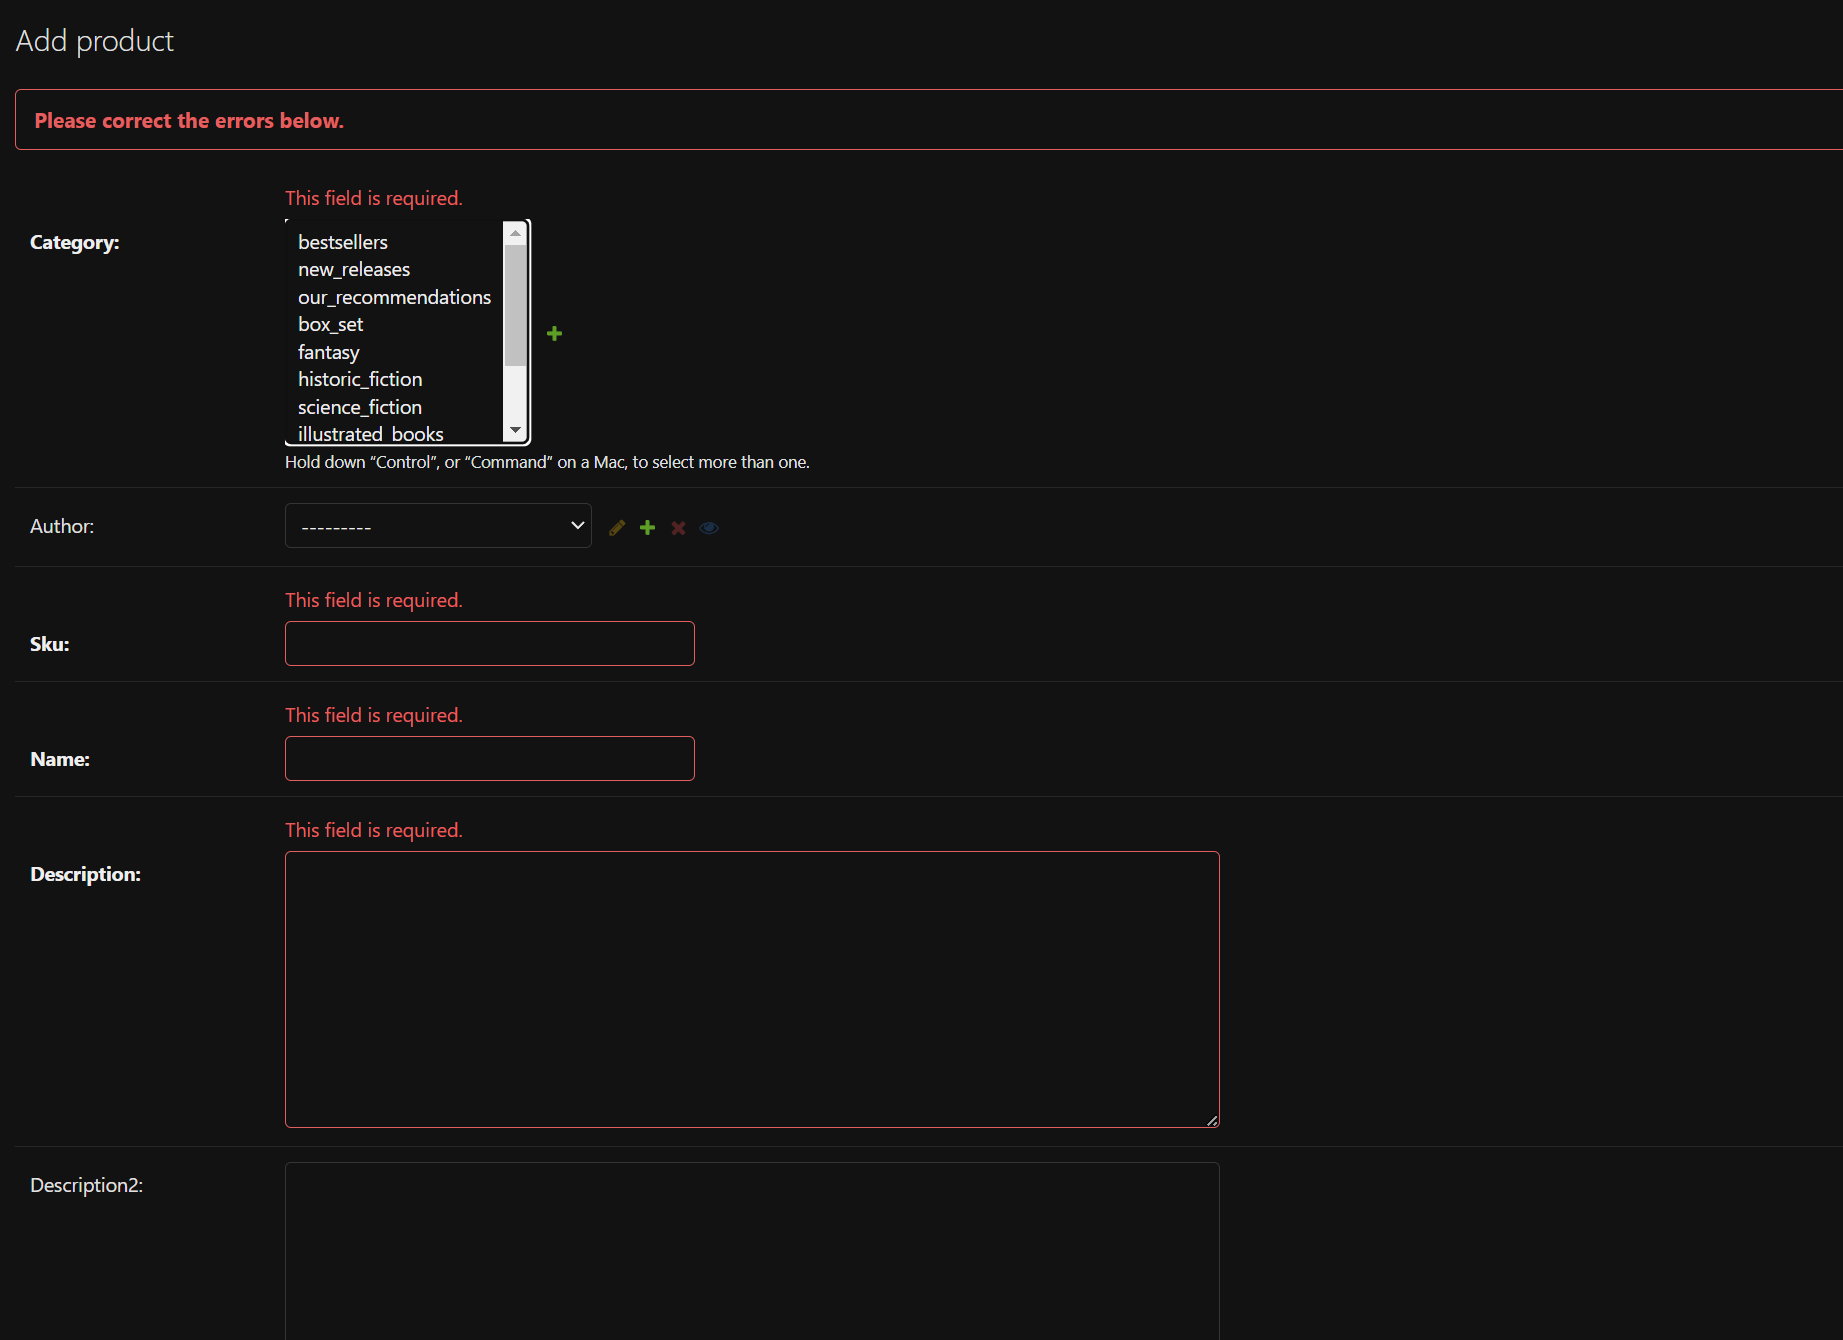 Add product
Please correct the errors below.
This field is required.
Category:
bestsellers
new_releases
our_recommendations
box_set
fantasy
historic_fiction
science_fiction
illustrated_books
Hold down “Control”, or “Command” on a Mac, to select more than one.
Author:
---------
This field is required.
Sku:
This field is required.
Name:
This field is required.
Description:
Description2: